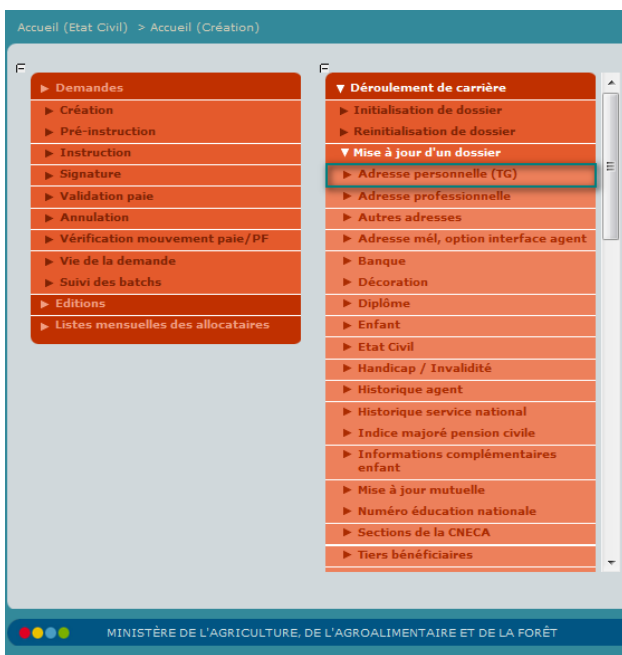 Accueil (Etat Civil) > Accueil (Création)
Demandes
Création
Pré-instruction
Instruction
Signature
Validation paie
Annulation
Vérification mouvement paie/PF
Vie de la demande
Suivi des batchs
Editions
Listes mensuelles des allocataires
Déroulement de carrière
Initialisation de dossier
Reinitialisation de dossier
Mise à jour d'un dossier
Adresse personnelle (TG)
Adresse professionnelle
Autres adresses
Adresse mél, option interface agent
Banque
Décoration
Diplôme
Enfant
Etat Civil
Handicap / Invalidité
Historique agent
Historique service national
Indice majoré pension civile
Informations complémentaires
enfant
Mise à jour mutuelle
Numéro éducation nationale
Sections de la CNECA
Tiers bénéficiaires
MINISTÈRE DE L'AGRICULTURE, DE L'AGROALIMENTAIRE ET DE LA FORÊT